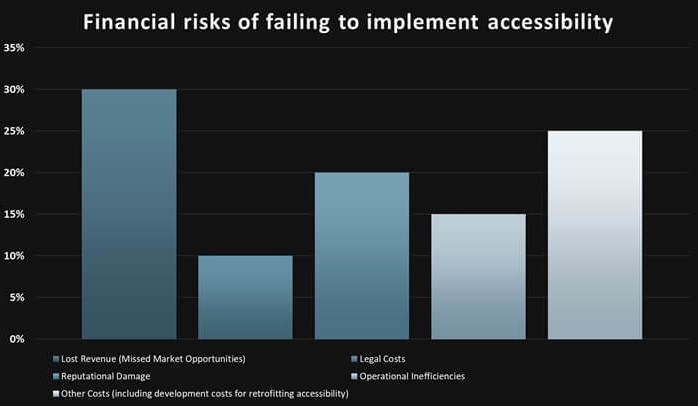 Financial risks of failing to implement accessibility
35%
30%
25%
20%
15%
10%
5%
0%
Lost Revenue (Missed Market Opportunities) Legal Costs
Reputational Damage Operational Inefficiencies
Other Costs (including development costs for retrofitting accessibility)